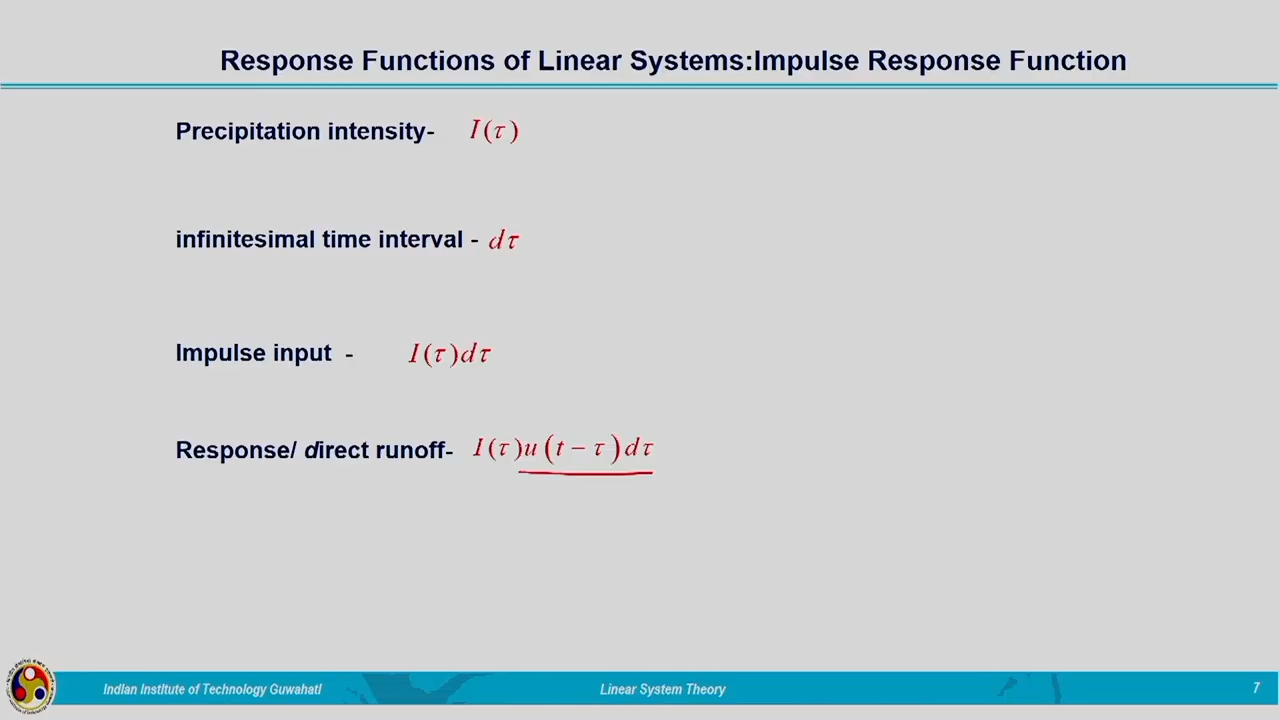 Response Functions of Linear Systems:Impulse Response Function
Precipitation intensity- I(τ)
infinitesimal time interval - dτ
Impulse input - I(τ)dτ
Response/ direct runoff- I(τ)u(t−τ)dτ
Indian Institute of Technology Guwahati Linear System Theory 7